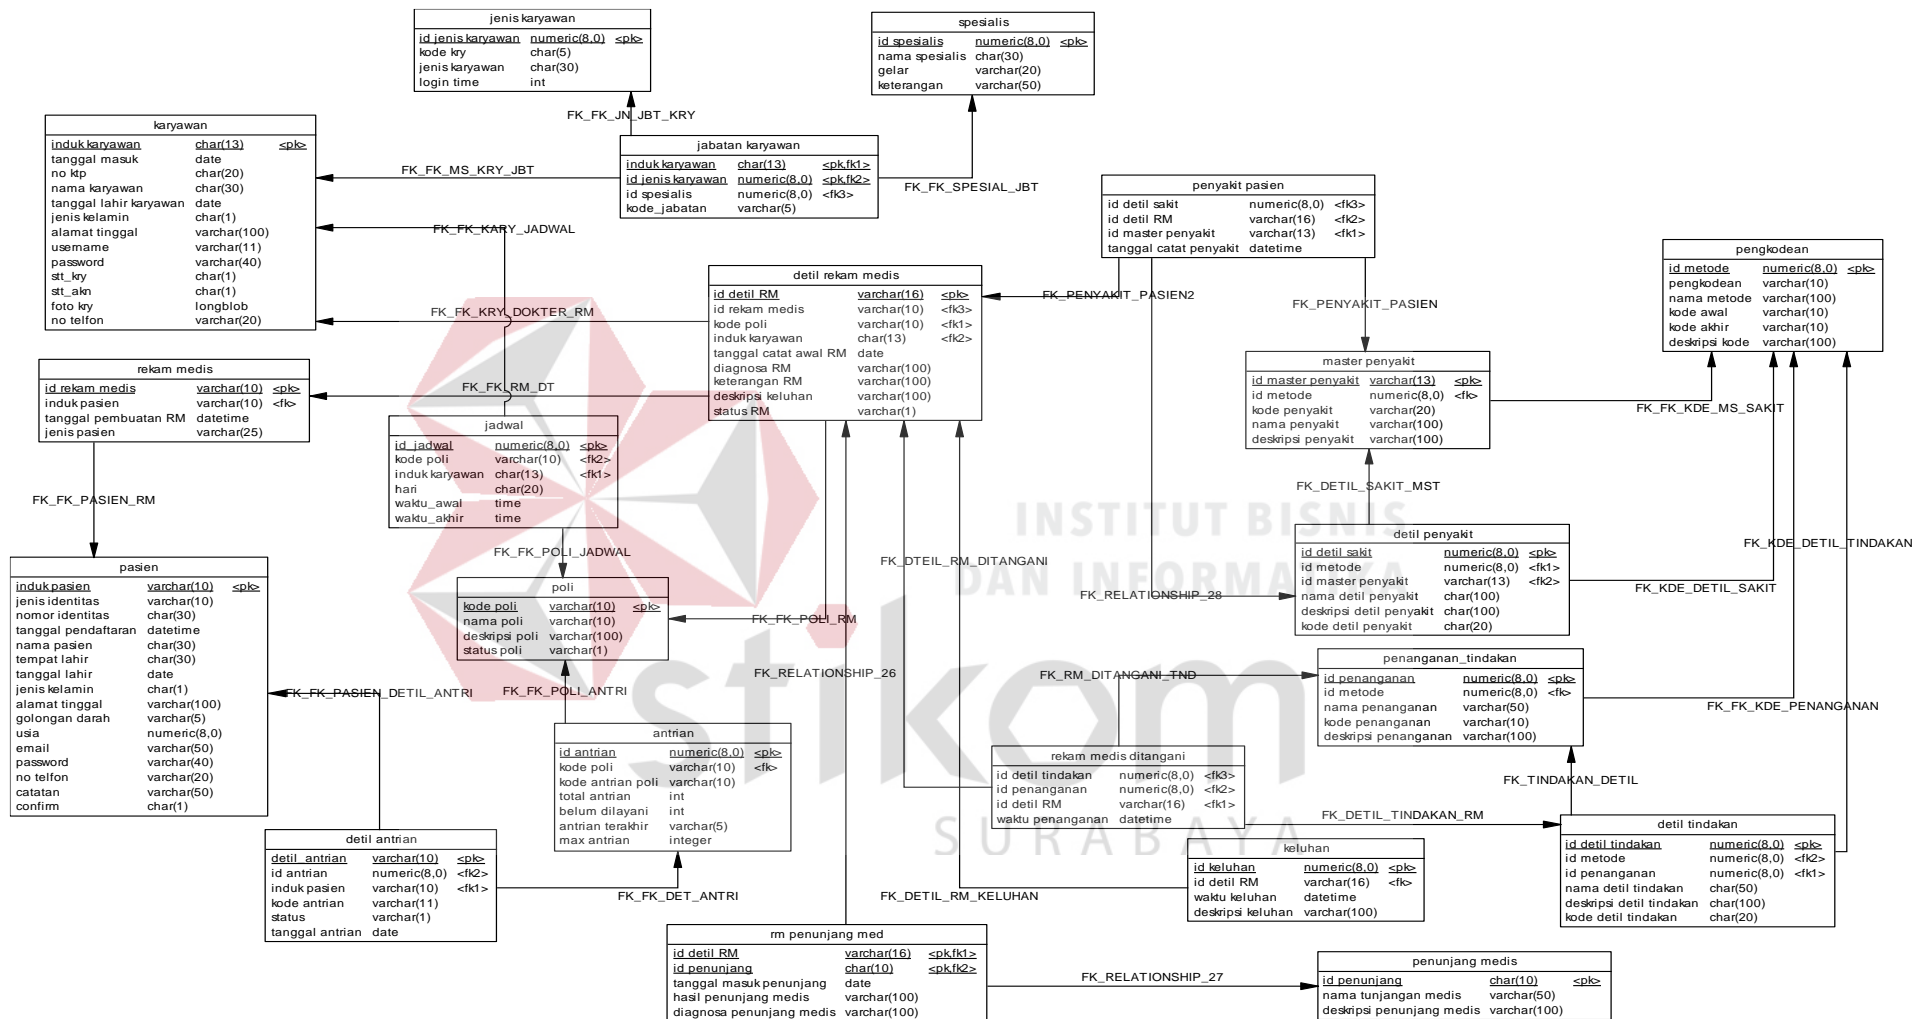 jenis karyawan
id jenis karyawan numeric(8,0) <pk>
kode kry char(5)
jenis karyawan char(30)
login time int
spesialis
id spesialis numeric(8,0) <pk>
nama spesialis char(30)
gelar varchar(20)
keterangan varchar(50)
FK_FK_JN_JBT_KRY
karyawan
induk karyawan char(13) <pk>
tanggal masuk date
no ktp char(20)
nama karyawan char(30)
tanggal lahir karyawan date
jenis kelamin char(1)
alamat tinggal varchar(100)
username varchar(11)
password varchar(40)
stt_kry char(1)
stt_akn char(1)
foto kry longblob
no telfon varchar(20)
jabatan karyawan
induk karyawan char(13) <pk,fk1>
id jenis karyawan numeric(8,0) <pk,fk2>
id spesilis numeric(8,0) <fk3>
kode_jabatan varchar(5)
FK_FK_MS_KRY_JBT
FK_FK_SPESIAL_JBT
penyakit pasien
id detil sakit numeric(8,0) <fk3>
id detil RM varchar(16) <fk2>
id master penyakit varchar(13) <fk1>
tanggal catat penyakit datetime
FK_FK_KARY_JADWAL
pengkodean
id metode numeric(8,0) <pk>
pengkodean varchar(10)
nama metode varchar(100)
kode awal varchar(10)
kode akhir varchar(10)
deskripsi kode varchar(100)
detil rekam medis
id detil RM varchar(16) <pk>
id rekam medis varchar(10) <fk3>
kode poli varchar(10) <fk1>
induk karyawan char(13) <fk2>
tanggal catat awal RM date
diagnosa RM varchar(100)
keterangan RM varchar(100)
deskripsi keluhan varchar(100)
status RM varchar(1)
FK_PENYAKIT_PASIEN2
FK_PENYAKIT_PASIEN
FK_FK_KRY_DOKTER_RM
rekam medis
id rekam medis varchar(10) <pk>
induk pasien varchar(10) <fk>
tanggal pembuatan RM datetime
jenis pasien varchar(25)
FK_FK_RM_DT
master penyakit
id master penyakit varchar(13) <pk>
id metode numeric(8,0) <fk>
kode penyakit varchar(20)
nama penyakit varchar(100)
deskripsi penyakit varchar(100)
FK_FK_KDE_MS_SAKIT
jadwal
id_jadwal numeric(8,0) <pk>
kode poli varchar(10) <fk2>
induk karyawan char(13) <fk1>
hari char(20)
waktu_awal time
waktu_akhir time
FK_FK_PASIEN_RM
FK_DETIL_SAKIT_MST
INSTITUT BISNIS
DAN INFORMATIKA
detil penyakit
id detil sakit numeric(8,0) <pk>
id metode numeric(8,0) <fk1>
id master penyakit varchar(13) <fk2>
nama detil penyakit char(100)
deskripsi detil penyakit char(100)
kode detil penyakit char(20)
FK_KDE_DETIL_TINDAKAN
FK_FK_POLI_JADWAL
FK_DTEIL_RM_DITANGANI
FK_KDE_DETIL_SAKIT
FK_RELATIONSHIP_28
pasien
induk pasien varchar(10) <pk>
jenis identitas varchar(10)
nomor identitas char(30)
tanggal pendaftaran datetime
nama pasien char(30)
tempat lahir char(30)
tanggal lahir date
jenis kelamin char(1)
alamat tinggal varchar(100)
golongan darah varchar(5)
usia numeric(8,0)
email varchar(50)
password varchar(40)
no telfon varchar(20)
catatan varchar(50)
confirm char(1)
poli
kode poli varchar(10) <pk>
nama poli varchar(10)
deskripsi poli varchar(100)
status poli varchar(1)
FK_FK_POLI_RM
stikom
SURABAYA
FK_RELATIONSHIP_26
FK_RM_DITANGANI_TND
penanganan_tindakan
id penanganan numeric(8,0) <pk>
id metode numeric(8,0) <fk>
nama penanganan varchar(50)
kode penanganan varchar(10)
deskripsi penanganan varchar(100)
FK_FK_KDE_PENANGANAN
FK_FK_PASIEN_DETIL_ANTRI
FK_FK_POLI_ANTRI
antrian
id antrian numeric(8,0) <pk>
kode poli varchar(10) <fk>
kode antrian poli varchar(10)
total antrian int
belum dilayani int
antrian terakhir varchar(5)
max antrian integer
rekam medis ditangani
id detil tindakan numeric(8,0) <fk3>
id penanganan numeric(8,0) <fk2>
id detil RM varchar(16) <fk1>
waktu penanganan datetime
FK_TINDAKAN_DETIL
FK_DETIL_TINDAKAN_RM
detil antrian
detil_antrian varchar(10) <pk>
id antrian numeric(8,0) <fk2>
induk pasien varchar(10) <fk1>
kode antrian varchar(11)
status varchar(1)
tanggal antrian date
FK_FK_DET_ANTRI
FK_DETIL_RM_KELUHAN
keluhan
id keluhan numeric(8,0) <pk>
id detil RM varchar(16) <fk>
waktu keluhan datetime
deskripsi keluhan varchar(100)
detil tindakan
id detil tindakan numeric(8,0) <pk>
id metode numeric(8,0) <fk2>
id penanganan numeric(8,0) <fk1>
nama detil tindakan char(50)
deskripsi detil tindakan char(100)
kode detil tindakan char(20)
rm penunjang med
id detil RM varchar(16) <pk,fk1>
id penunjang char(10) <pk,fk2>
tanggal masuk penunjang date
hasil penunjang medis varchar(100)
diagnosa penunjang medis varchar(100)
FK_RELATIONSHIP_27
penunjang medis
id penunjang char(10) <pk>
nama tunjangan medis varchar(50)
deskripsi penunjang medis varchar(100)